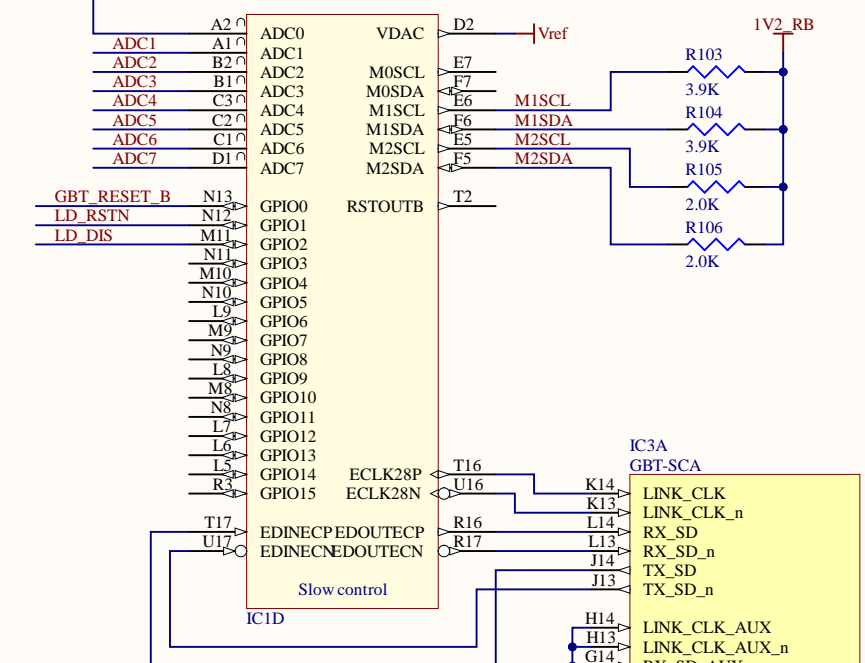 A2 ADC0 VDAC D2 Vref 1V2_RB
ADC1 A1 ADC1
ADC2 B2 ADC2 M0SCL E7 R103
ADC3 B1 ADC3 M0SDA F7 3.9K
ADC4 C3 ADC4 M1SCL E6 M1SCL
ADC5 C2 ADC5 M1SDA F6 M1SDA R104
ADC6 C1 ADC6 M2SCL E5 M2SCL 3.9K
ADC7 D1 ADC7 M2SDA F5 M2SDA R105
GBT_RESET_B N13 GPIO0 RSTOUTB T2 2.0K
LD_RSTN N12 GPIO1 R106
LD_DIS M11 GPIO2
N11 GPIO3 2.0K
M10 GPIO4
N10 GPIO5
L9 GPIO6
M9 GPIO7
N9 GPIO8
L8 GPIO9
M8 GPIO10
N8 GPIO11
L7 GPIO12
L6 GPIO13 IC3A
L5 GPIO14 ECLK28P T16 GBT-SCA
R3 GPIO15 ECLK28N U16 K14 LINK_CLK
K13 LINK_CLK_n
T17 EDINECP EDOUTECP R16 L14 RX_SD
U17 EDINECN EDOUTECN R17 L13 RX_SD_n
J14 TX_SD
Slow control J13 TX_SD_n
IC1D
H14 LINK_CLK_AUX
H13 LINK_CLK_AUX_n
G14 RX_SD_AUX